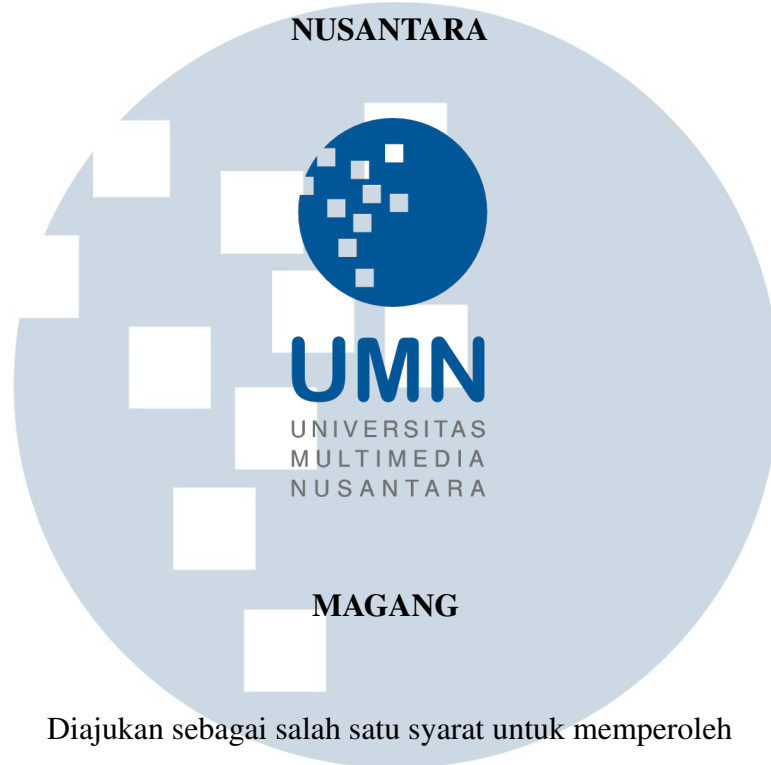 NUSANTARA
UMN
UNIVERSITAS
MULTIMEDIA
NUSANTARA
MAGANG
Diajukan sebagai salah satu syarat untuk memperoleh